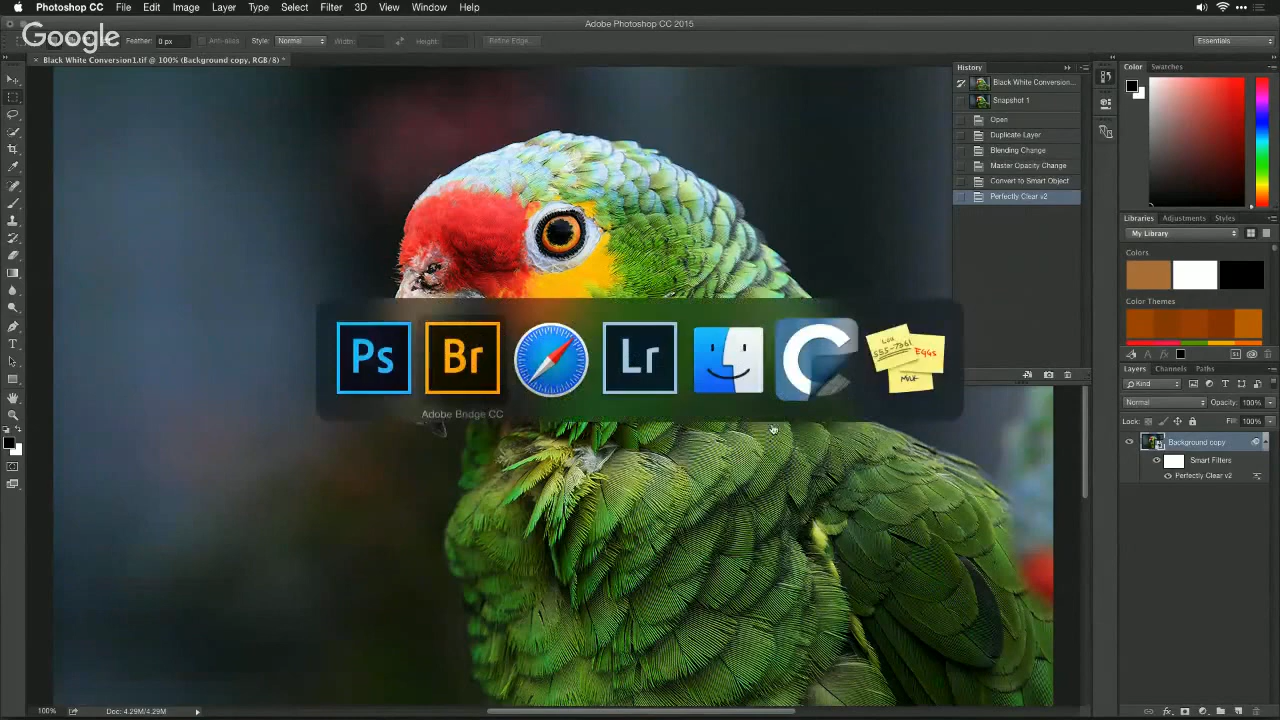 Photoshop CC File Edit Image Layer Type Select Filter 3D View Window Help
Adobe Photoshop CC 2015
Google
Feather: 0 px Anti-alias Style: Normal Width: Height: Refine Edge... Essentials
× Black White Conversion1.tif @ 100% (Background copy, RGB/8) *
History
Black White Conversion...
Snapshot 1
Open
Duplicate Layer
Blending Change
Master Opacity Change
Convert to Smart Object
Perfectly Clear v2
Color Swatches
Libraries Adjustments Styles
My Library
Colors
Color Themes
Layers Channels Paths
Kind
Normal Opacity: 100%
Lock: Fill: 100%
Background copy
Smart Filters
Perfectly Clear v2
Ps Br Lr
Lou
555-7361
EGGS
MILK
Adobe Bridge CC
100% Doc: 4.29M/4.29M